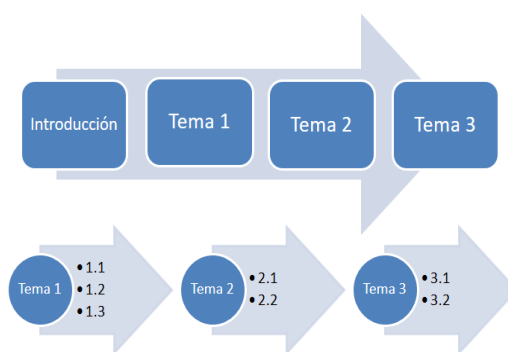 Introducción
Tema 1
Tema 2
Tema 3
Tema 1
• 1.1
• 1.2
• 1.3
Tema 2
• 2.1
• 2.2
Tema 3
• 3.1
• 3.2